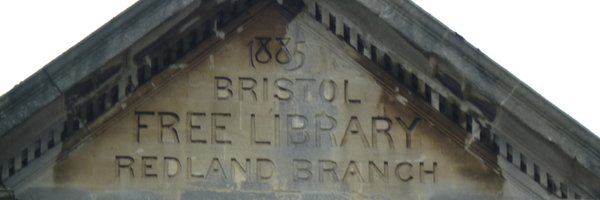 1885
BRISTOL
FREE LIBRARY
REDLAND BRANCH